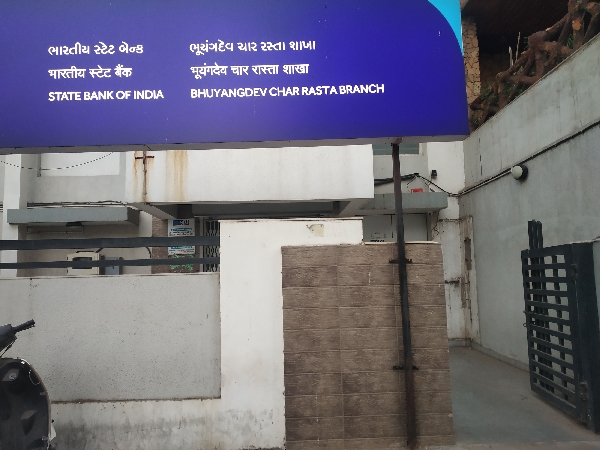 ભારતીય સ્ટેટ બેન્ક
ભૂયંગદેવ ચાર રસ્તા શાખા
भारतीय स्टेट बैंक
भूयंगदेव चार रास्ता शाखा
STATE BANK OF INDIA
BHUYANGDEV CHAR RASTA BRANCH